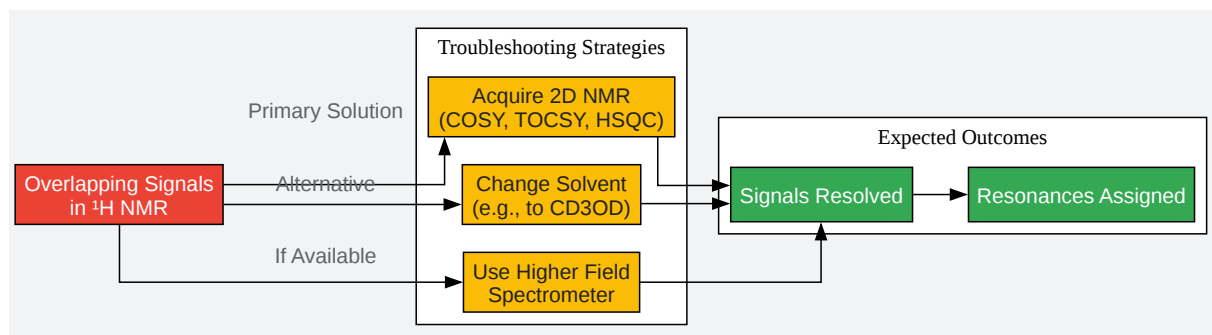 Troubleshooting Strategies
Primary Solution
Acquire 2D NMR
(COSY, TOCSY, HSQC)
Expected Outcomes
Overlapping Signals
in ¹H NMR
Alternative
Change Solvent
(e.g., to CD3OD)
Signals Resolved
Resonances Assigned
If Available
Use Higher Field
Spectrometer